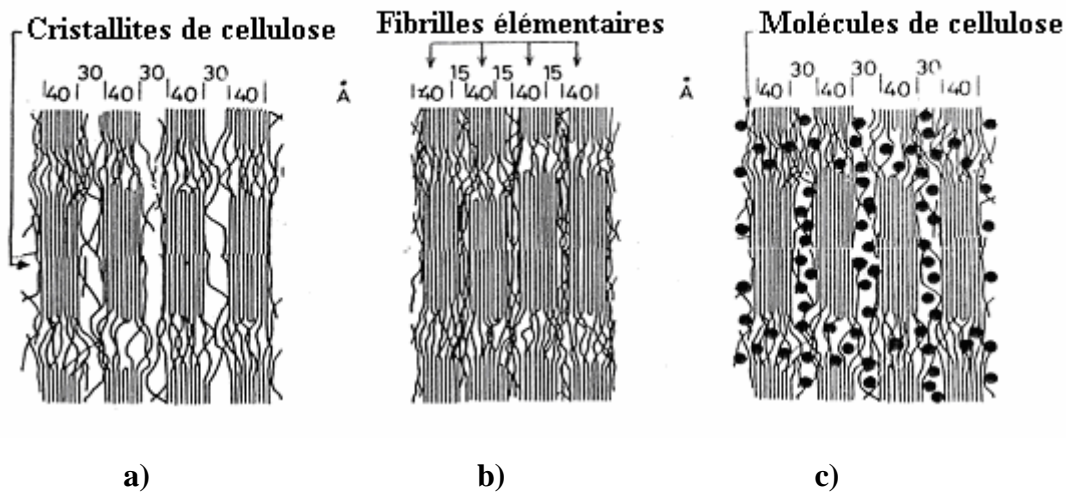 Cristallites de cellulose
Fibrilles élémentaires
Molécules de cellulose
30 30 30
|40| |40| |40| |40|
Å
15 15 15
|40| |40| |40| |40|
Å
30 30 30
|40| |40| |40| |40|
a)
b)
c)